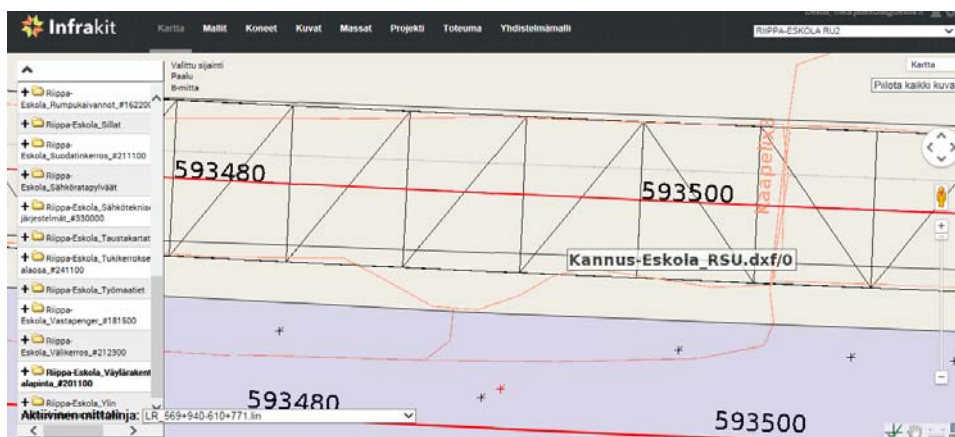 Infrakit
Kartta Mallit Koneet Kuvat Massat Projekti Toteuma Yhdistelmämalli
RIIPPA-ESKOLA RU2
Valittu sijainti
Paalu
B-mitta
Kartta
Piilota kaikki kuva
Riippa-
Eskola_Rumpukaivannot_#16220
Riippa-Eskola_Sillat
Riippa-
Eskola_Suodatinkerros_#211100
Riippa-
Eskola_Sähköratapylväät
Riippa-Eskola_Sähkötekniset
järjestelmät_#330000
Riippa-Eskola_Taustakartat
Riippa-Eskola_Tukikerrokse
alaosa_#241100
Riippa-Eskola_Työmaatiet
Riippa-
Eskola_Vastapenger_#181500
Riippa-
Eskola_Välikerros_#212300
Riippa-Eskola_Väylärakent
alapinta_#201100
Riippa-Eskola_Ylin
593480
593500
Kaapelix3
Kannus-Eskola_RSU.dxf/0
593480
593500
Aktiivinen mittalinja: LR_569+940-610+771.lin